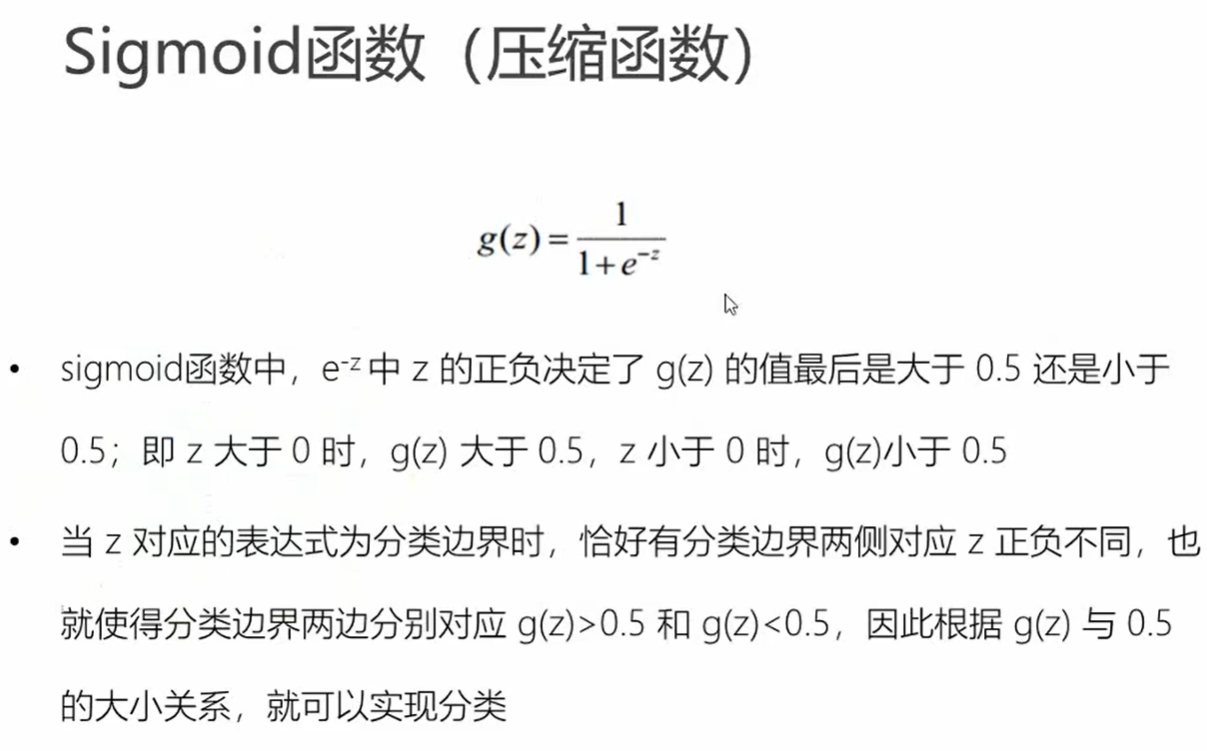 Sigmoid函数（压缩函数）
g(z) = 1 / (1+e^{-z})
• sigmoid函数中，e^{-z} 中 z 的正负决定了 g(z) 的值最后是大于 0.5 还是小于
0.5；即 z 大于 0 时，g(z) 大于 0.5，z 小于 0 时，g(z)小于 0.5
• 当 z 对应的表达式为分类边界时，恰好有分类边界两侧对应 z 正负不同，也
就使得分类边界两边分别对应 g(z)>0.5 和 g(z)<0.5，因此根据 g(z) 与 0.5
的大小关系，就可以实现分类